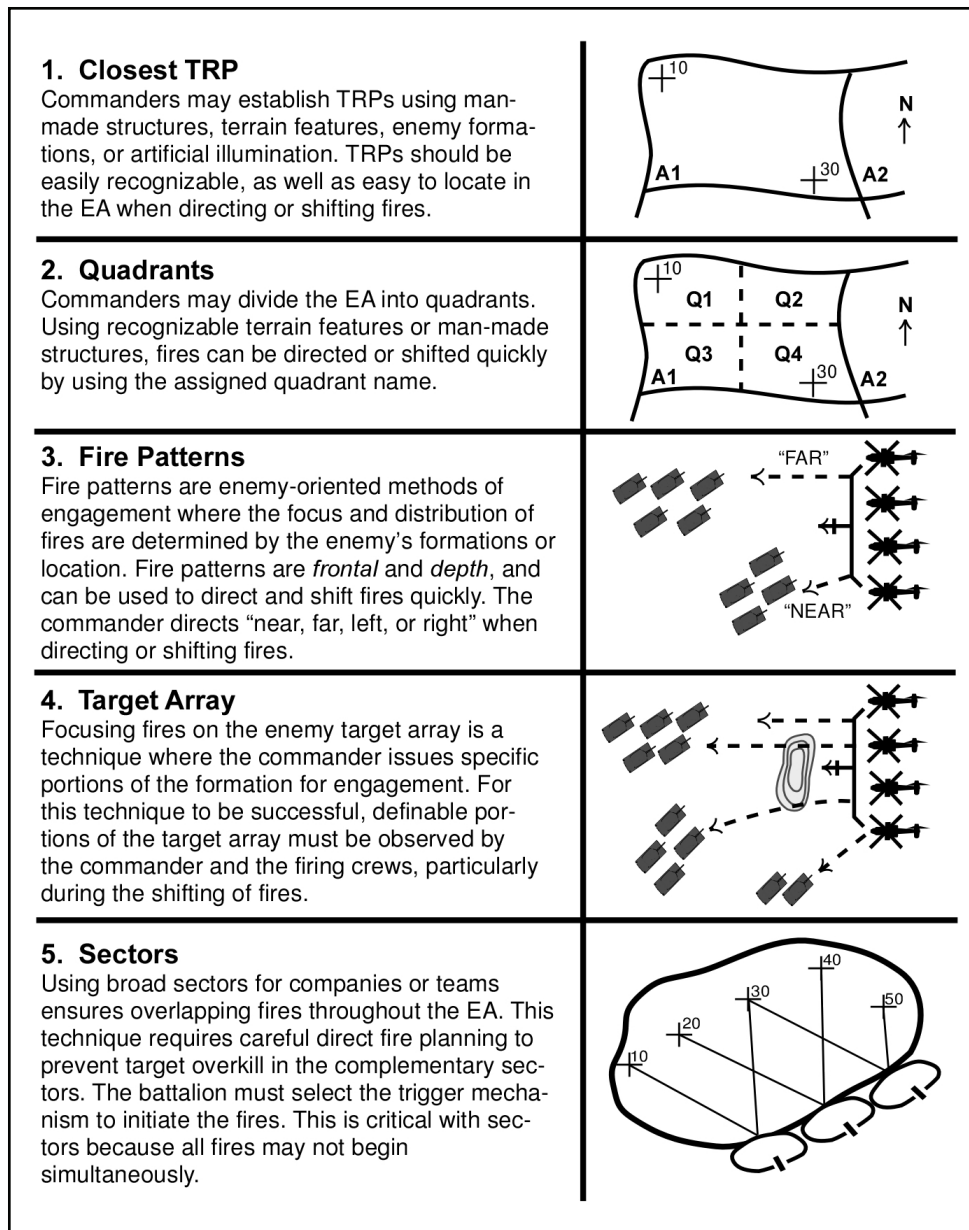 1. Closest TRP
Commanders may establish TRPs using man-
made structures, terrain features, enemy forma-
tions, or artificial illumination. TRPs should be
easily recognizable, as well as easy to locate in
the EA when directing or shifting fires.
10
N
A1
30
A2
2. Quadrants
Commanders may divide the EA into quadrants.
Using recognizable terrain features or man-made
structures, fires can be directed or shifted quickly
by using the assigned quadrant name.
10
Q1
Q2
N
Q3
Q4
A1
30
A2
3. Fire Patterns
Fire patterns are enemy-oriented methods of
engagement where the focus and distribution of
fires are determined by the enemy’s formations or
location. Fire patterns are frontal and depth, and
can be used to direct and shift fires quickly. The
commander directs “near, far, left, or right” when
directing or shifting fires.
“FAR”
“NEAR”
4. Target Array
Focusing fires on the enemy target array is a
technique where the commander issues specific
portions of the formation for engagement. For
this technique to be successful, definable por-
tions of the target array must be observed by
the commander and the firing crews, particularly
during the shifting of fires.
5. Sectors
Using broad sectors for companies or teams
ensures overlapping fires throughout the EA. This
technique requires careful direct fire planning to
prevent target overkill in the complementary sec-
tors. The battalion must select the trigger mecha-
nism to initiate the fires. This is critical with sec-
tors because all fires may not begin
simultaneously.
40
30
50
20
10